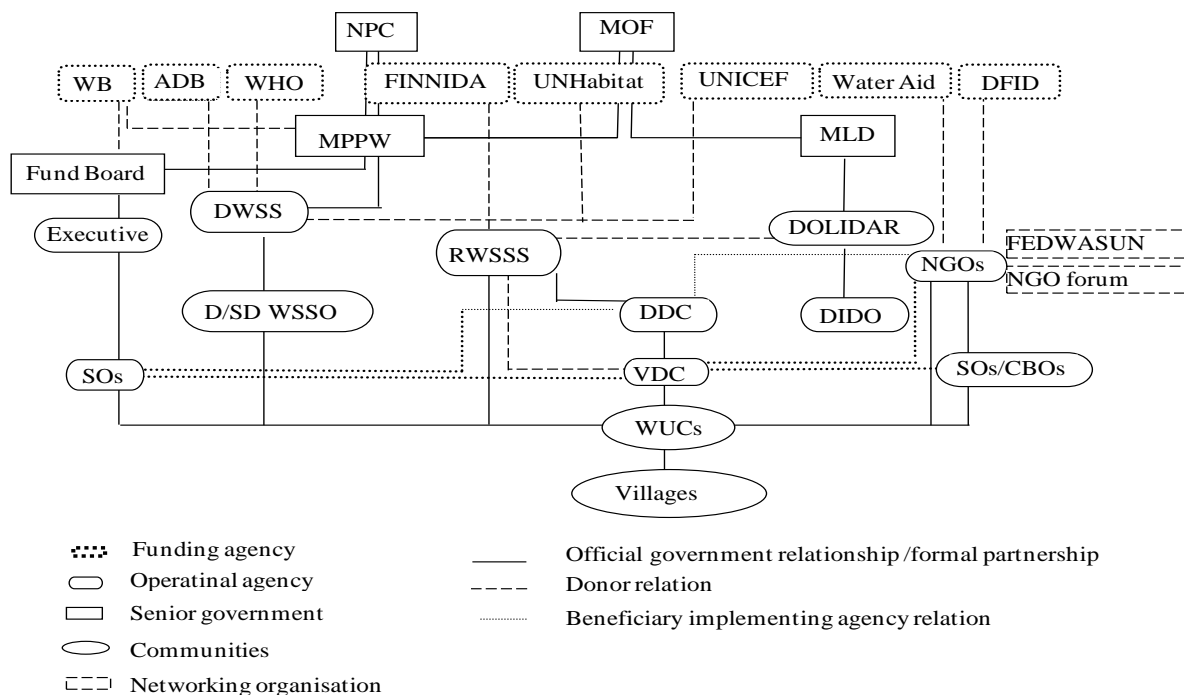 NPC
MOF
WB
ADB
WHO
FINNIDA
UNHabitat
UNICEF
Water Aid
DFID
MPPW
MLD
Fund Board
DWSS
Executive
DOLIDAR
FEDWASUN
RWSSS
NGOs
NGO forum
D/SD WSSO
DDC
DIDO
SOs
VDC
SOs/CBOs
WUCs
Villages
Funding agency
Operatinal agency
Senior government
Communities
Networking organisation
Official government relationship /formal partnership
Donor relation
Beneficiary implementing agency relation